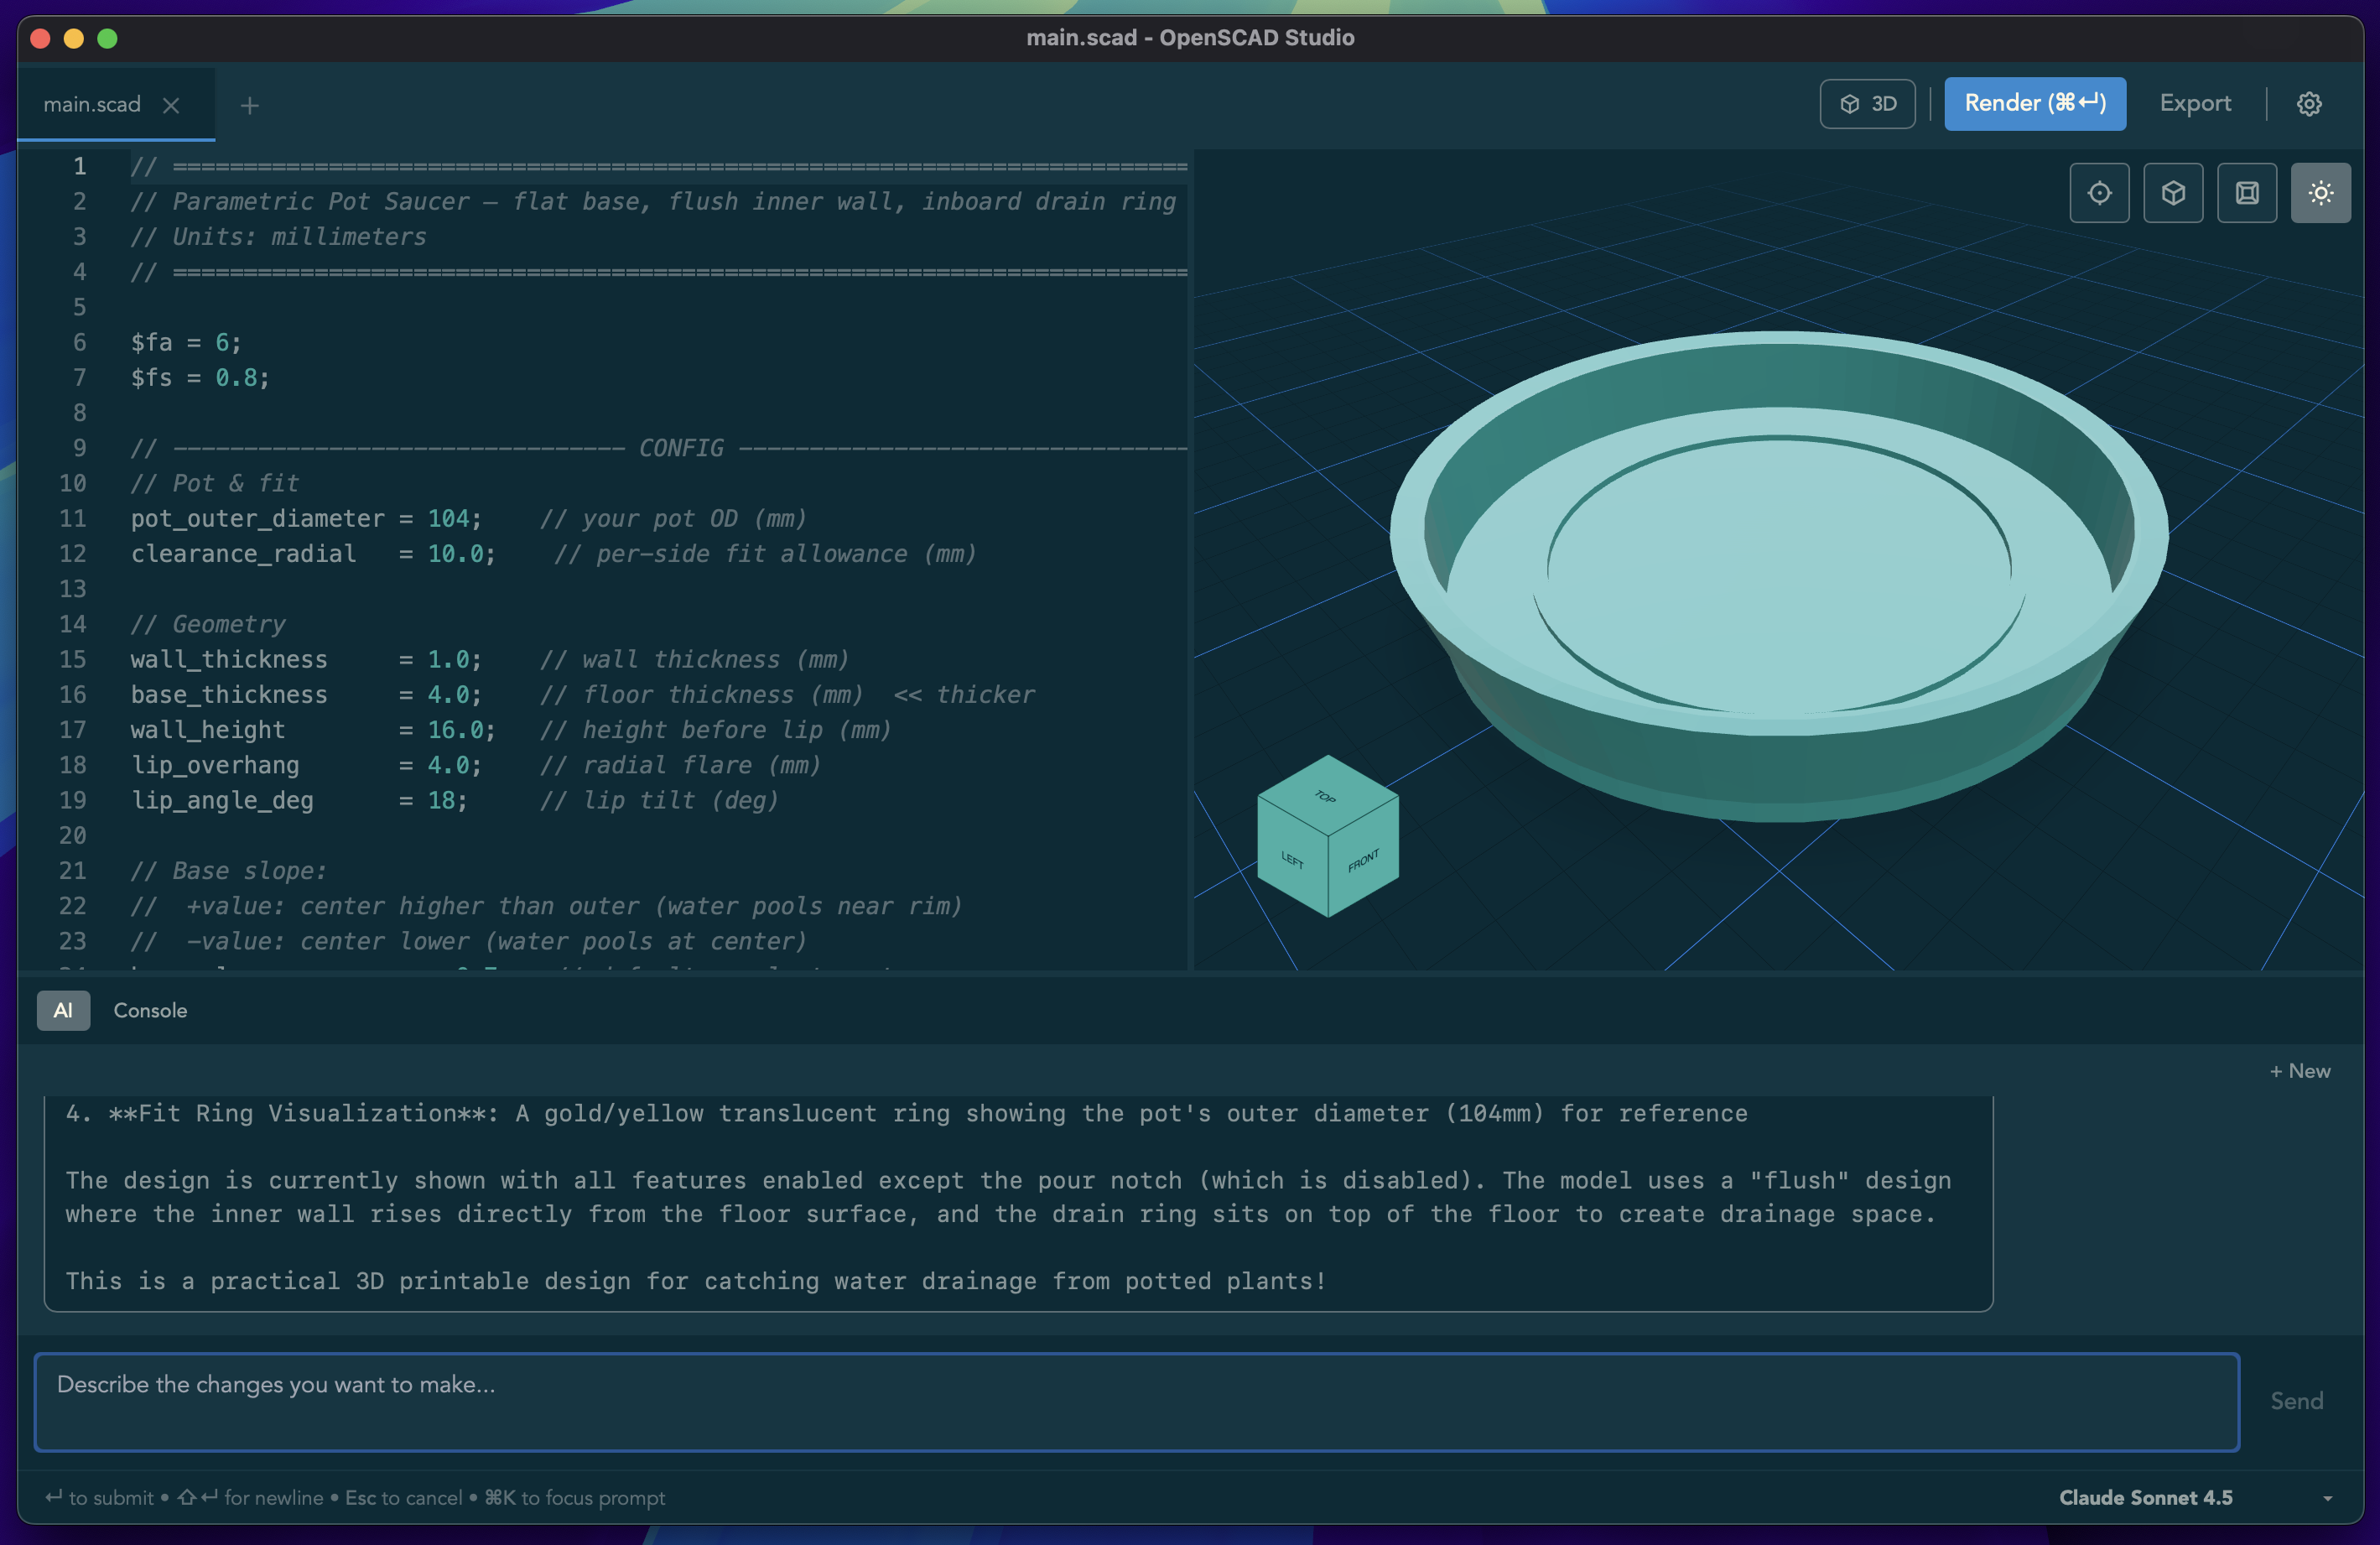 main.scad - OpenSCAD Studio
main.scad
3D
Render (⌘↵)
Export
1 // ========================================================================
2 // Parametric Pot Saucer — flat base, flush inner wall, inboard drain ring
3 // Units: millimeters
4 // ========================================================================
5
6 $fa = 6;
7 $fs = 0.8;
8
9 // -------------------------------- CONFIG --------------------------------
10 // Pot & fit
11 pot_outer_diameter = 104; // your pot OD (mm)
12 clearance_radial = 10.0; // per-side fit allowance (mm)
13
14 // Geometry
15 wall_thickness = 1.0; // wall thickness (mm)
16 base_thickness = 4.0; // floor thickness (mm) << thicker
17 wall_height = 16.0; // height before lip (mm)
18 lip_overhang = 4.0; // radial flare (mm)
19 lip_angle_deg = 18; // lip tilt (deg)
20
21 // Base slope:
22 // +value: center higher than outer (water pools near rim)
23 // -value: center lower (water pools at center)
TOP
LEFT
FRONT
AI
Console
+ New
4. **Fit Ring Visualization**: A gold/yellow translucent ring showing the pot's outer diameter (104mm) for reference
The design is currently shown with all features enabled except the pour notch (which is disabled). The model uses a "flush" design
where the inner wall rises directly from the floor surface, and the drain ring sits on top of the floor to create drainage space.
This is a practical 3D printable design for catching water drainage from potted plants!
Describe the changes you want to make...
Send
↵ to submit • ⇧↵ for newline • Esc to cancel • ⌘K to focus prompt
Claude Sonnet 4.5